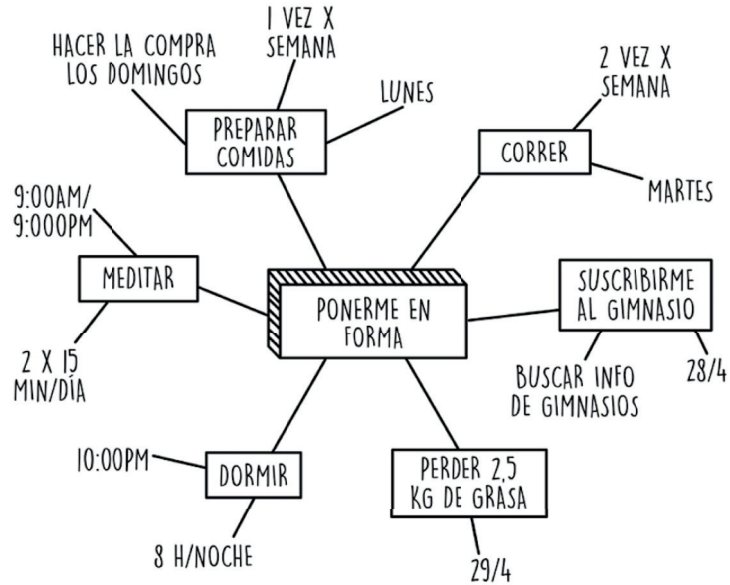 HACER LA COMPRA
LOS DOMINGOS
1 VEZ X
SEMANA
LUNES
PREPARAR
COMIDAS
2 VEZ X
SEMANA
CORRER
MARTES
9:00AM/
9:000PM
MEDITAR
2 X 15
MIN/DÍA
PONERME EN
FORMA
SUSCRIBIRME
AL GIMNASIO
BUSCAR INFO
DE GIMNASIOS
28/4
10:00PM
DORMIR
8 H/NOCHE
PERDER 2,5
KG DE GRASA
29/4